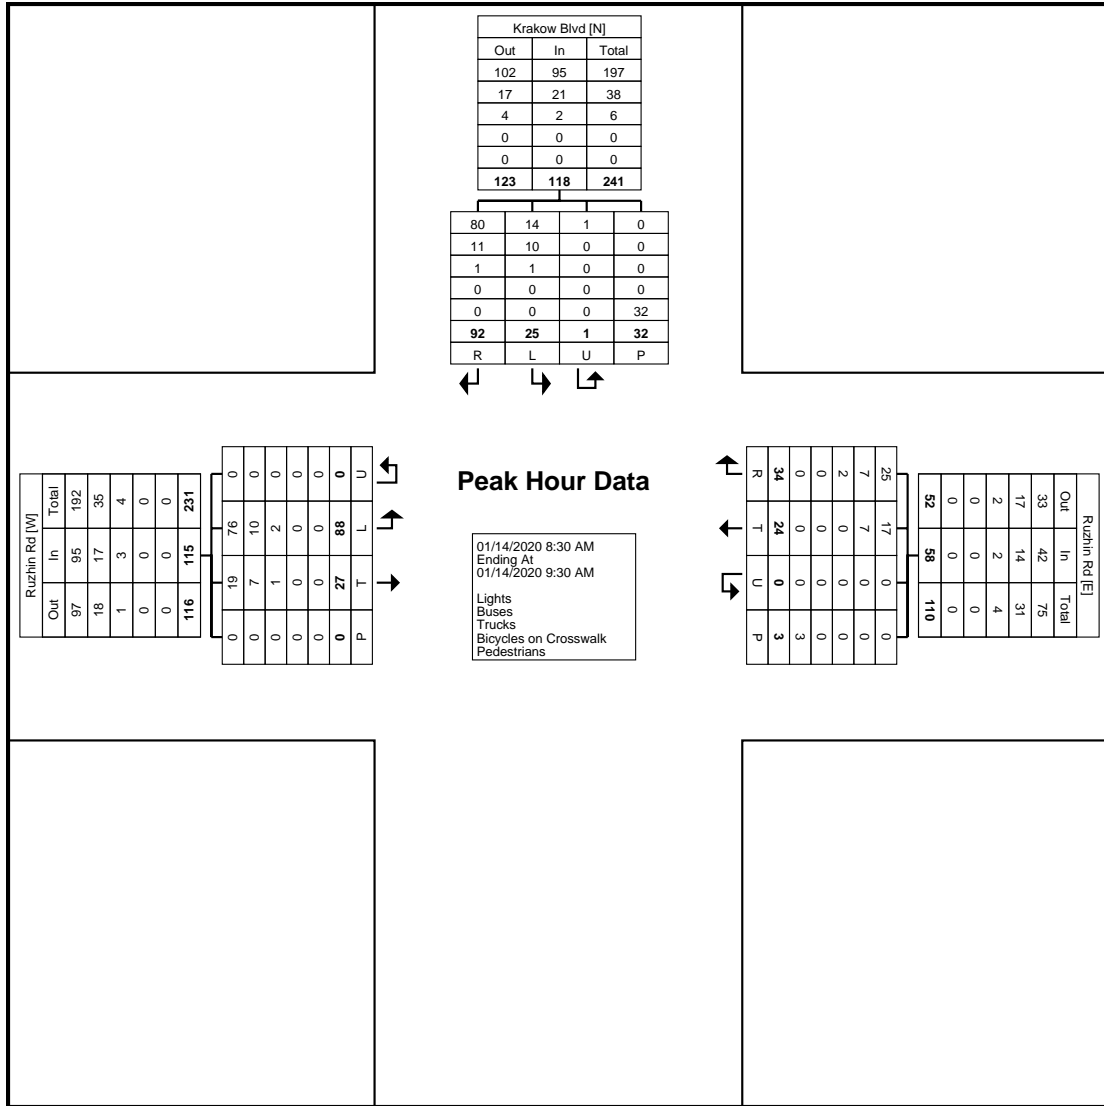 Krakow Blvd [N]
Out In Total
102 95 197
17 21 38
4 2 6
0 0 0
0 0 0
123 118 241
80 14 1 0
11 10 0 0
1 1 0 0
0 0 0 0
0 0 0 32
92 25 1 32
R L U P
Ruzhin Rd [W]
Out In Total
97 95 192
18 17 35
1 3 4
0 0 0
0 0 0
116 115 231
0 19 76 0
0 7 10 0
0 1 2 0
0 0 0 0
0 0 0 0
0 27 88 0
P T L U
Peak Hour Data
01/14/2020 8:30 AM
Ending At
01/14/2020 9:30 AM
Lights
Buses
Trucks
Bicycles on Crosswalk
Pedestrians
Ruzhin Rd [E]
Out In Total
33 42 75
17 14 31
2 2 4
0 0 0
0 0 0
52 58 110
25 17 0 0
7 7 0 0
2 0 0 0
0 0 0 0
0 0 0 3
34 24 0 3
R T U P